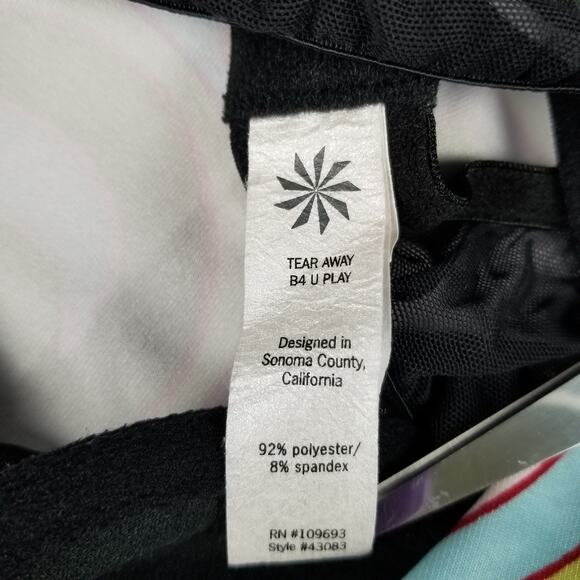 TEAR AWAY
B4 U PLAY
Designed in
Sonoma County,
California
92% polyester/
8% spandex
RN #109693
Style #43083